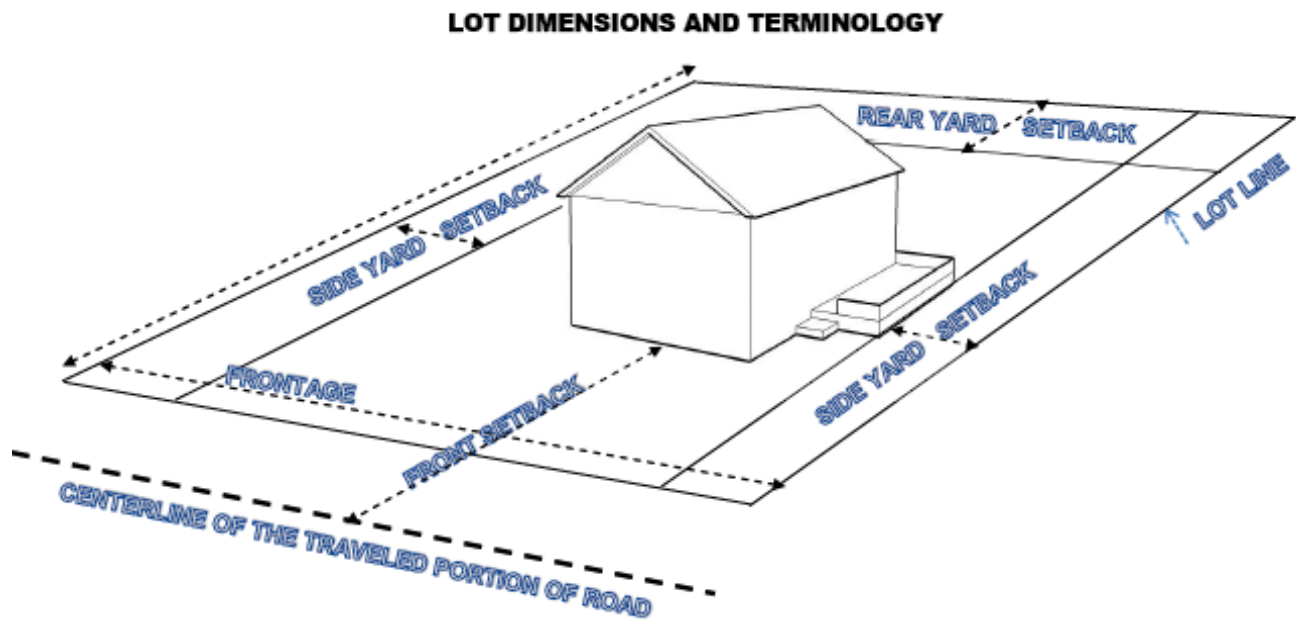 LOT DIMENSIONS AND TERMINOLOGY
REAR YARD SETBACK
LOT LINE
SIDE YARD SETBACK
SIDE YARD SETBACK
FRONTAGE
FRONT SETBACK
CENTERLINE OF THE TRAVELED PORTION OF ROAD